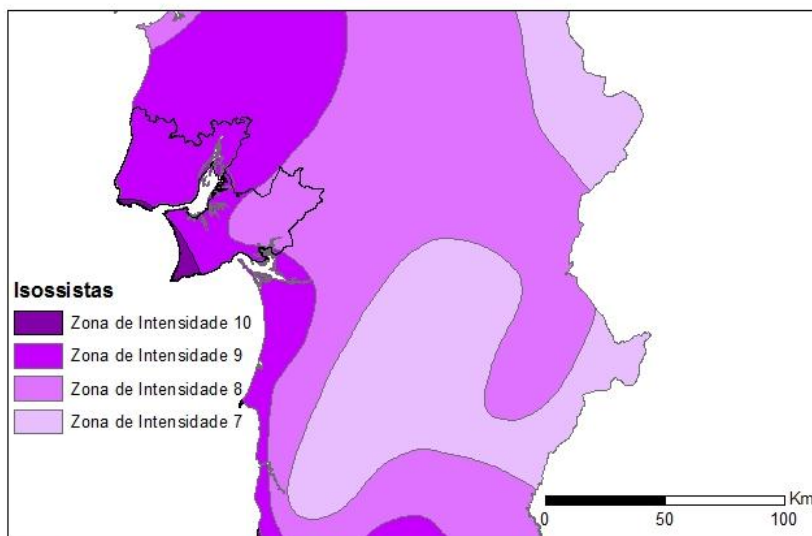 Isossistas
Zona de Intensidade 10
Zona de Intensidade 9
Zona de Intensidade 8
Zona de Intensidade 7
Km
0 50 100